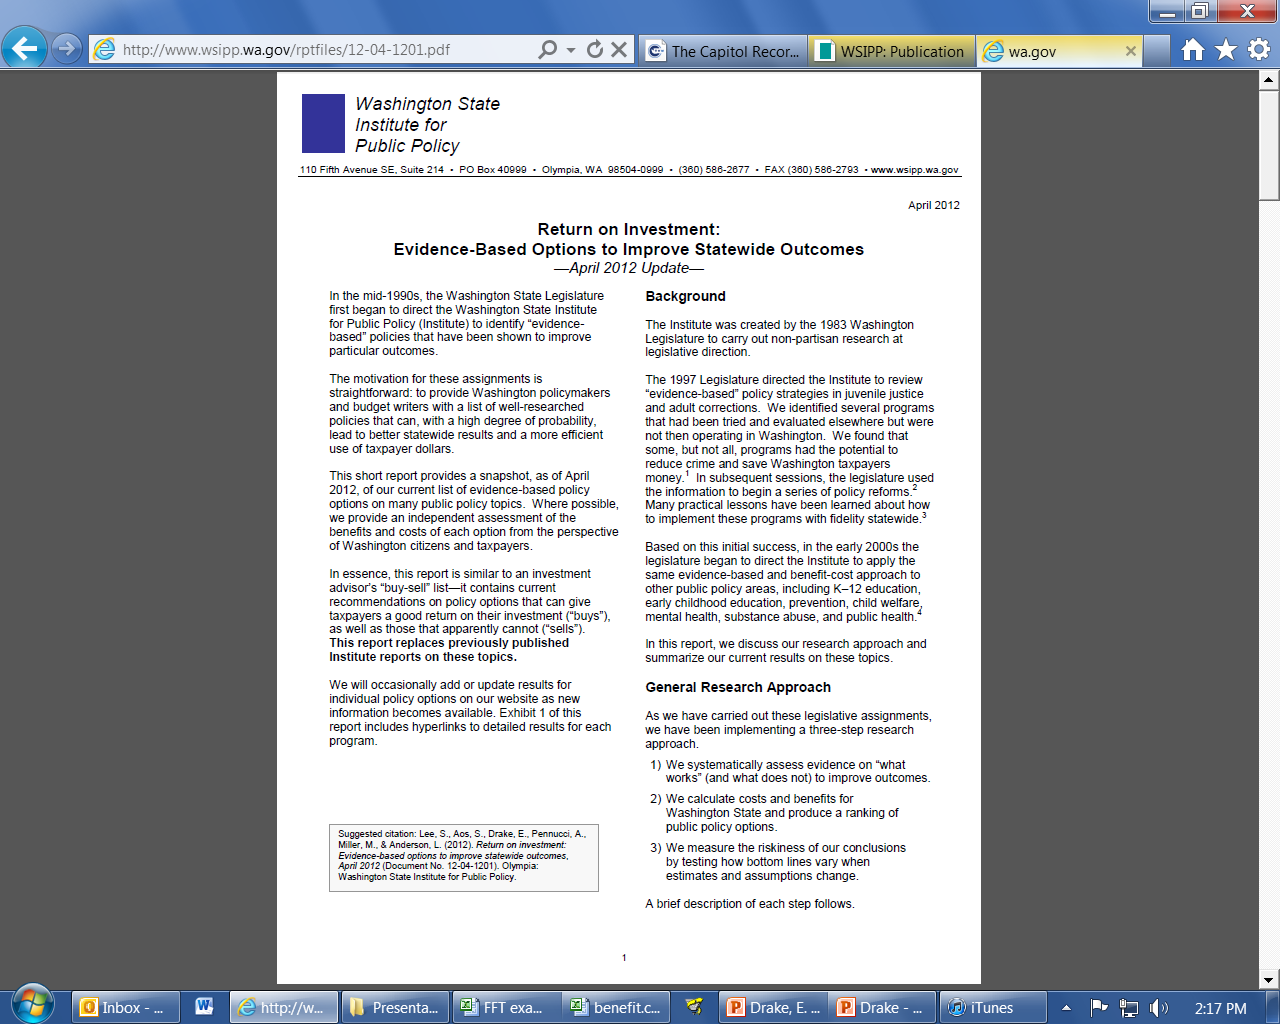 http://www.wsipp.wa.gov/rptfiles/12-04-1201.pdf
The Capitol Recor...
WSIPP: Publication
wa.gov
Washington State
Institute for
Public Policy
110 Fifth Avenue SE, Suite 214 • PO Box 40999 • Olympia, WA 98504-0999 • (360) 586-2677 • FAX (360) 586-2793 • www.wsipp.wa.gov
April 2012
Return on Investment:
Evidence-Based Options to Improve Statewide Outcomes
—April 2012 Update—
In the mid-1990s, the Washington State Legislature
first began to direct the Washington State Institute
for Public Policy (Institute) to identify “evidence-
based” policies that have been shown to improve
particular outcomes.
The motivation for these assignments is
straightforward: to provide Washington policymakers
and budget writers with a list of well-researched
policies that can, with a high degree of probability,
lead to better statewide results and a more efficient
use of taxpayer dollars.
This short report provides a snapshot, as of April
2012, of our current list of evidence-based policy
options on many public policy topics. Where possible,
we provide an independent assessment of the
benefits and costs of each option from the perspective
of Washington citizens and taxpayers.
In essence, this report is similar to an investment
advisor’s “buy-sell” list—it contains current
recommendations on policy options that can give
taxpayers a good return on their investment (“buys”),
as well as those that apparently cannot (“sells”).
This report replaces previously published
Institute reports on these topics.
We will occasionally add or update results for
individual policy options on our website as new
information becomes available. Exhibit 1 of this
report includes hyperlinks to detailed results for each
program.
Suggested citation: Lee, S., Aos, S., Drake, E., Pennucci, A.,
Miller, M., & Anderson, L. (2012). Return on investment:
Evidence-based options to improve statewide outcomes,
April 2012 (Document No. 12-04-1201). Olympia:
Washington State Institute for Public Policy.
Background
The Institute was created by the 1983 Washington
Legislature to carry out non-partisan research at
legislative direction.
The 1997 Legislature directed the Institute to review
“evidence-based” policy strategies in juvenile justice
and adult corrections. We identified several programs
that had been tried and evaluated elsewhere but were
not then operating in Washington. We found that
some, but not all, programs had the potential to
reduce crime and save Washington taxpayers
money.1 In subsequent sessions, the legislature used
the information to begin a series of policy reforms.2
Many practical lessons have been learned about how
to implement these programs with fidelity statewide.3
Based on this initial success, in the early 2000s the
legislature began to direct the Institute to apply the
same evidence-based and benefit-cost approach to
other public policy areas, including K–12 education,
early childhood education, prevention, child welfare,
mental health, substance abuse, and public health.4
In this report, we discuss our research approach and
summarize our current results on these topics.
General Research Approach
As we have carried out these legislative assignments,
we have been implementing a three-step research
approach.
1) We systematically assess evidence on “what
works” (and what does not) to improve outcomes.
2) We calculate costs and benefits for
Washington State and produce a ranking of
public policy options.
3) We measure the riskiness of our conclusions
by testing how bottom lines vary when
estimates and assumptions change.
A brief description of each step follows.
1
Inbox - ...
http://w...
Presenta...
FFT exa...
benefit.c...
Drake, E. ...
Drake - ...
iTunes
2:17 PM